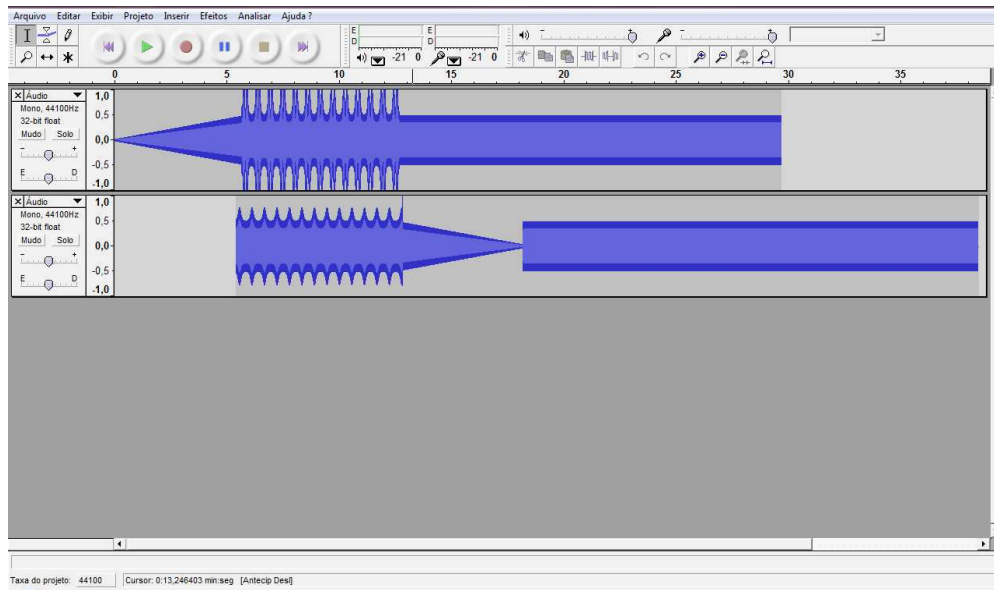 Arquivo Editar Exibir Projeto Inserir Efeitos Analisar Ajuda ?
E
D
-21 0
E
D
-21 0
0 5 10 15 20 25 30 35
Áudio
Mono, 44100Hz
32-bit float
Mudo Solo
- +
E D
1,0
0,5
0,0
-0,5
-1,0
Áudio
Mono, 44100Hz
32-bit float
Mudo Solo
- +
E D
1,0
0,5
0,0
-0,5
-1,0
Taxa do projeto: 44100 Cursor: 0:13,246403 min:seg [Antecip Desl]